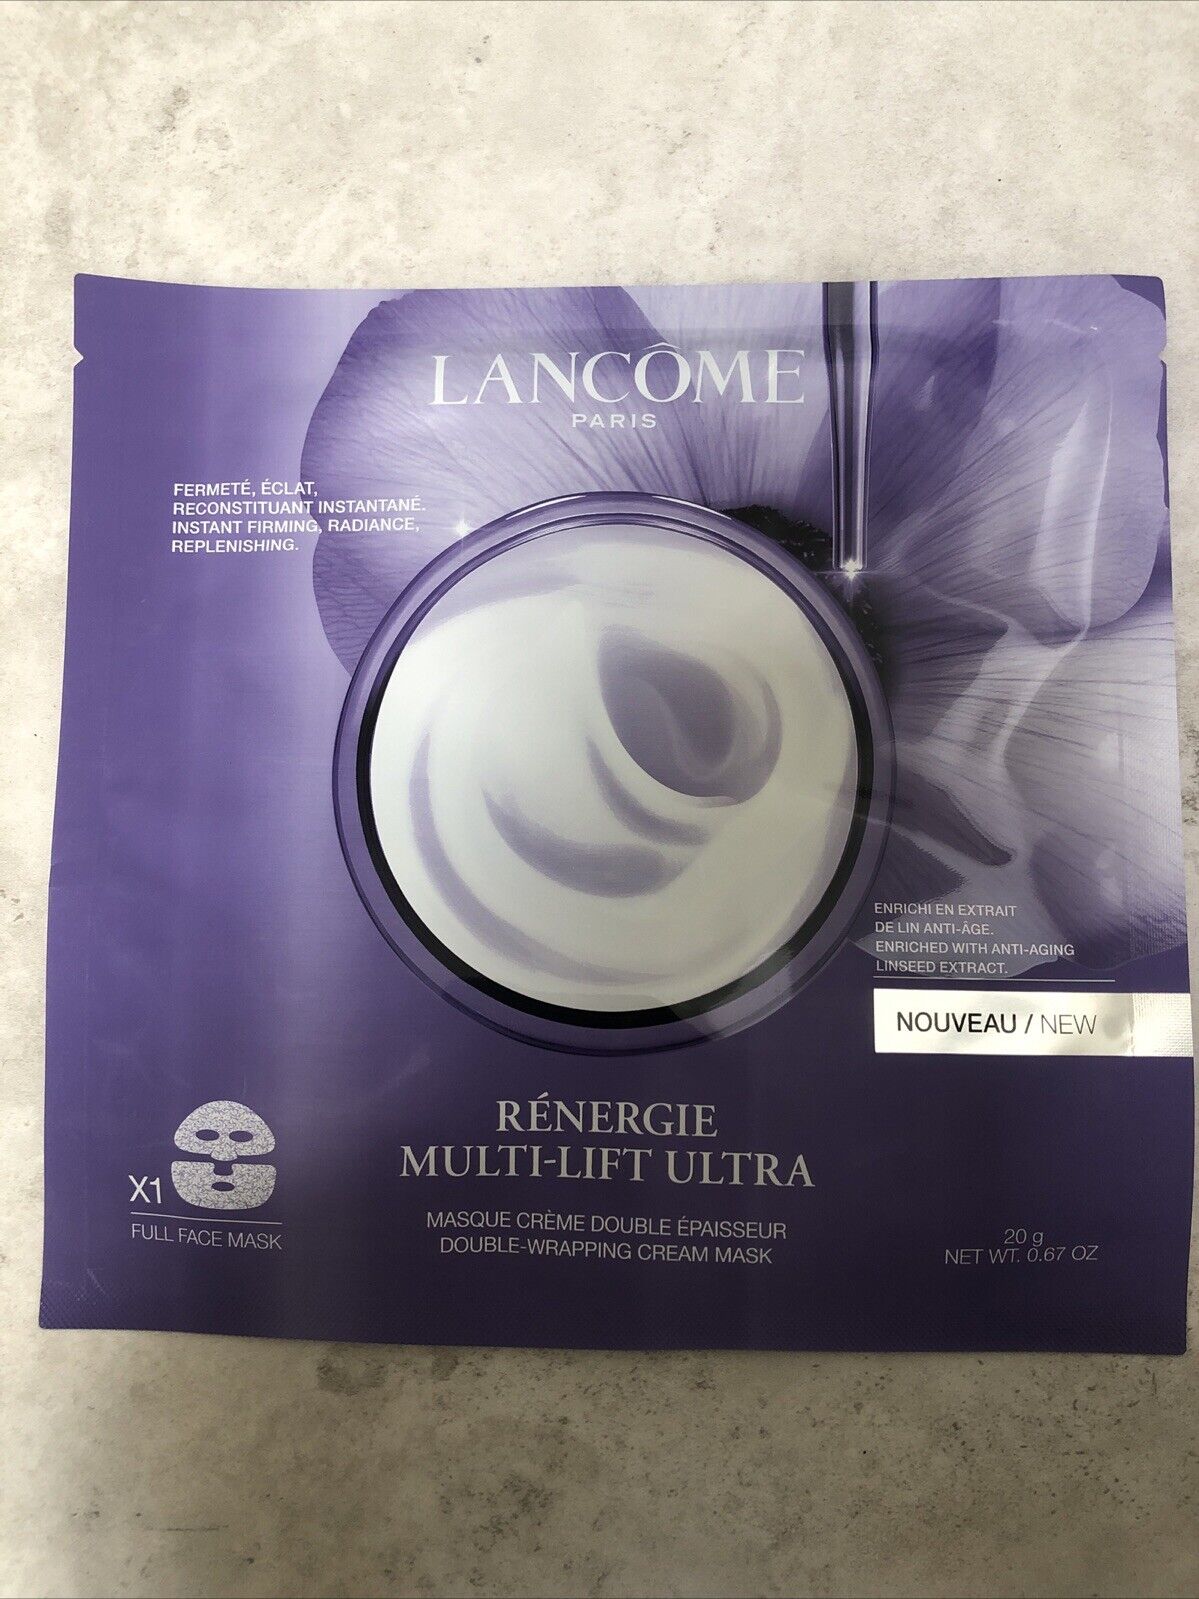 LANCÔME
PARIS
FERMETÉ, ÉCLAT,
RECONSTITUANT INSTANTANÉ.
INSTANT FIRMING, RADIANCE,
REPLENISHING.
ENRICHI EN EXTRAIT
DE LIN ANTI-ÂGE.
ENRICHED WITH ANTI-AGING
LINSEED EXTRACT.
NOUVEAU / NEW
RÉNERGIE
MULTI-LIFT ULTRA
MASQUE CRÈME DOUBLE ÉPAISSEUR
DOUBLE-WRAPPING CREAM MASK
X1
FULL FACE MASK
20 g
NET WT. 0.67 OZ